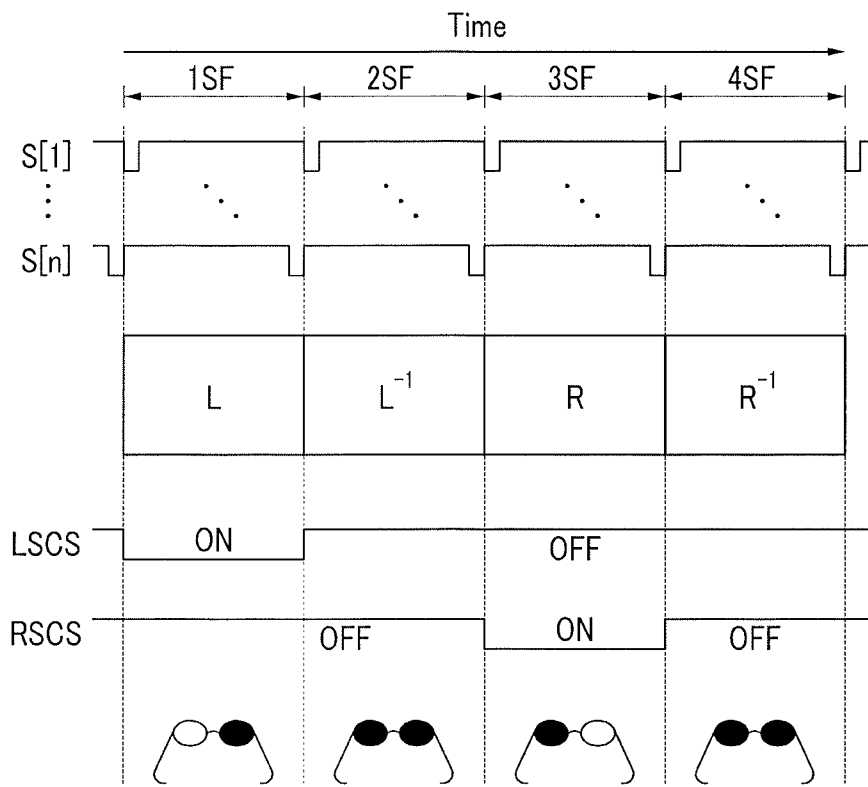 Time
1SF 2SF 3SF 4SF
S[1]
S[n]
L L⁻¹ R R⁻¹
LSCS ON OFF
RSCS OFF ON OFF